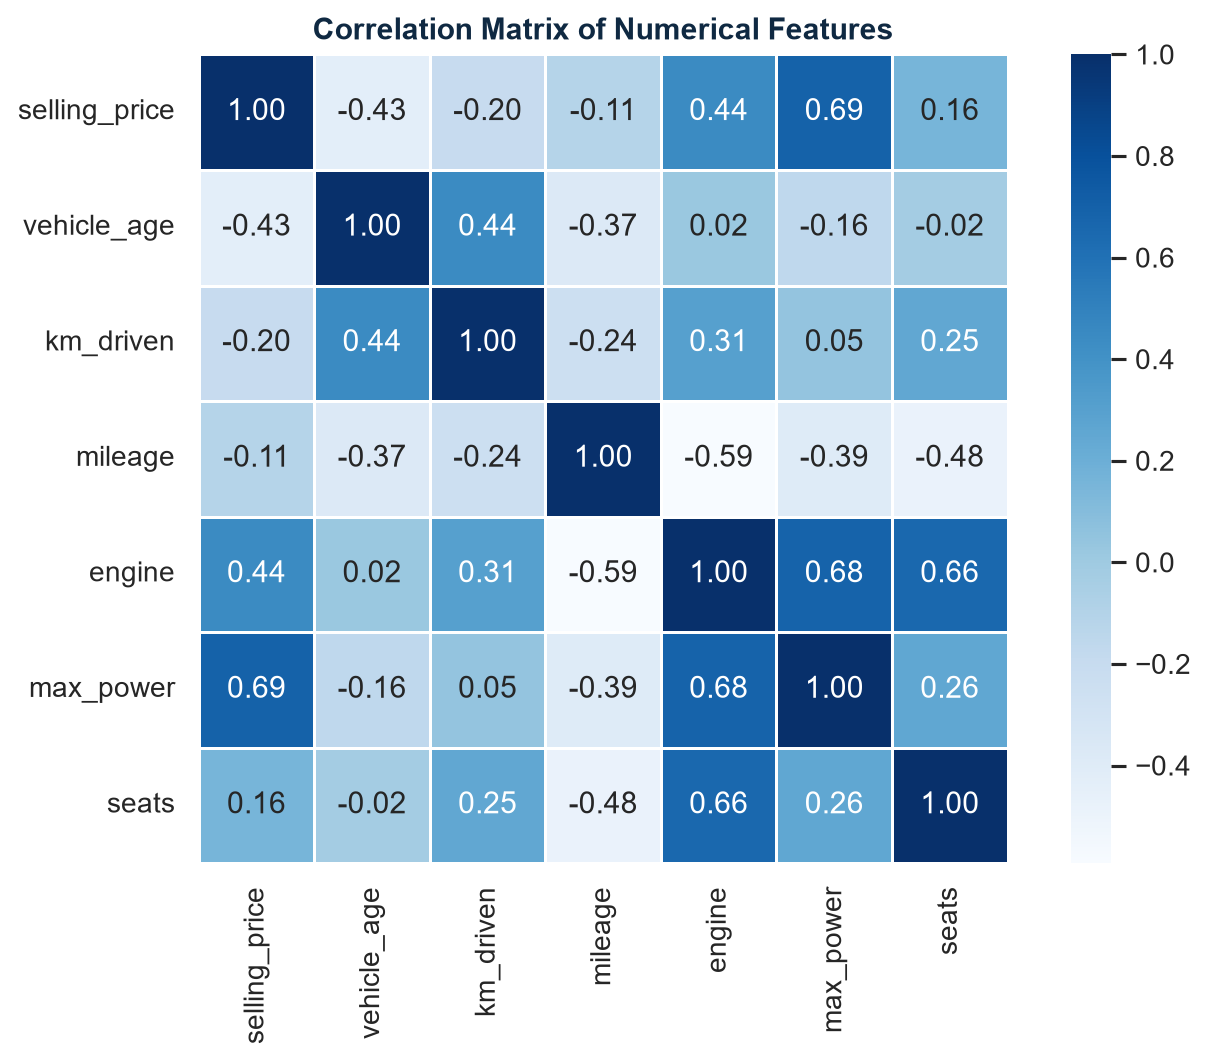 Correlation Matrix of Numerical Features
selling_price 1.00 -0.43 -0.20 -0.11 0.44 0.69 0.16
vehicle_age -0.43 1.00 0.44 -0.37 0.02 -0.16 -0.02
km_driven -0.20 0.44 1.00 -0.24 0.31 0.05 0.25
mileage -0.11 -0.37 -0.24 1.00 -0.59 -0.39 -0.48
engine 0.44 0.02 0.31 -0.59 1.00 0.68 0.66
max_power 0.69 -0.16 0.05 -0.39 0.68 1.00 0.26
seats 0.16 -0.02 0.25 -0.48 0.66 0.26 1.00
selling_price
vehicle_age
km_driven
mileage
engine
max_power
seats
1.0
0.8
0.6
0.4
0.2
0.0
−0.2
−0.4